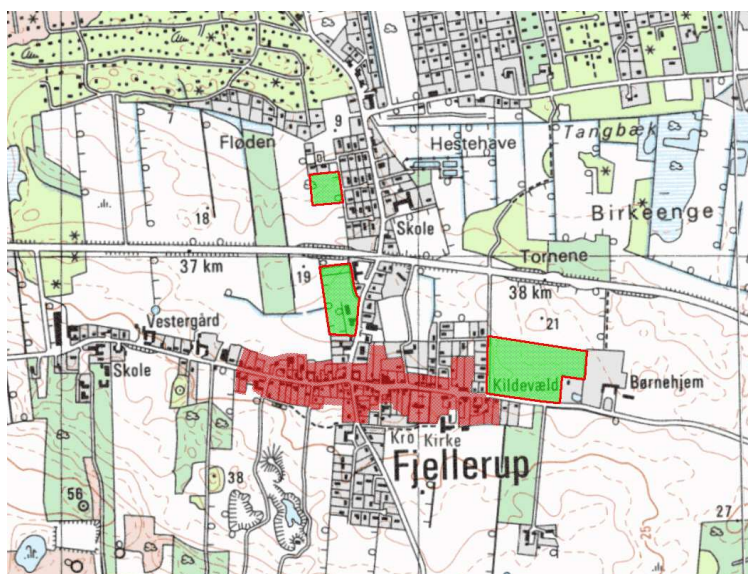 7
9
Fløden
Hestehave
Tangbæk
Birkeenge
18
Skole
Tornene
37 km
19
38 km
21
Vestergård
Skole
Kildevæld
Børnehjem
Kro
Kirke
Fjellerup
38
56
27
25